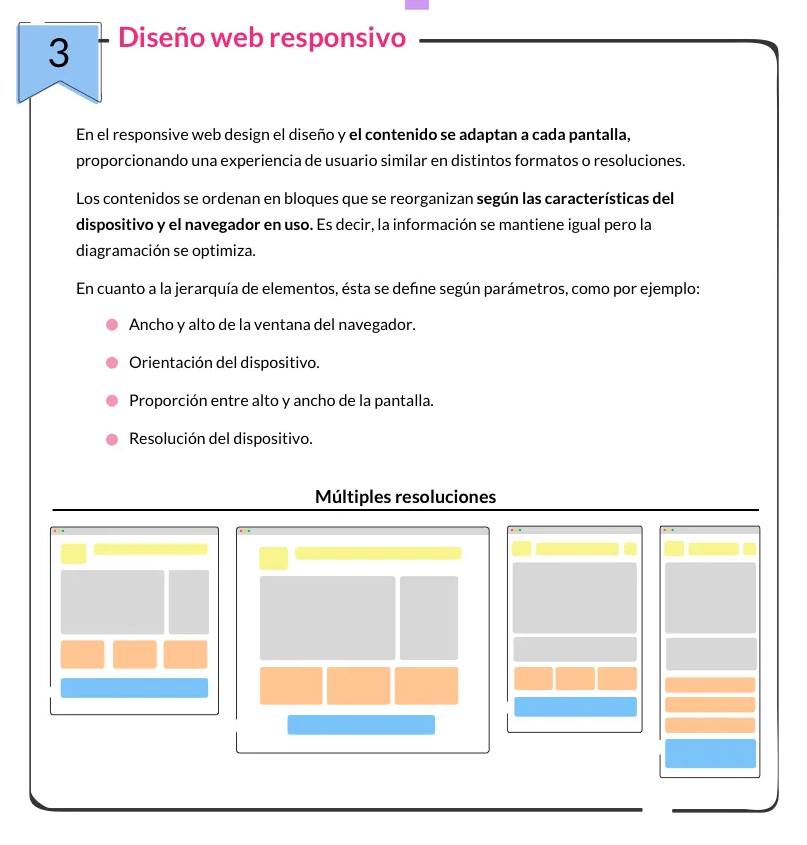 3
Diseño web responsivo
En el responsive web design el diseño y el contenido se adaptan a cada pantalla,
proporcionando una experiencia de usuario similar en distintos formatos o resoluciones.
Los contenidos se ordenan en bloques que se reorganizan según las características del
dispositivo y el navegador en uso. Es decir, la información se mantiene igual pero la
diagramación se optimiza.
En cuanto a la jerarquía de elementos, ésta se define según parámetros, como por ejemplo:
Ancho y alto de la ventana del navegador.
Orientación del dispositivo.
Proporción entre alto y ancho de la pantalla.
Resolución del dispositivo.
Múltiples resoluciones